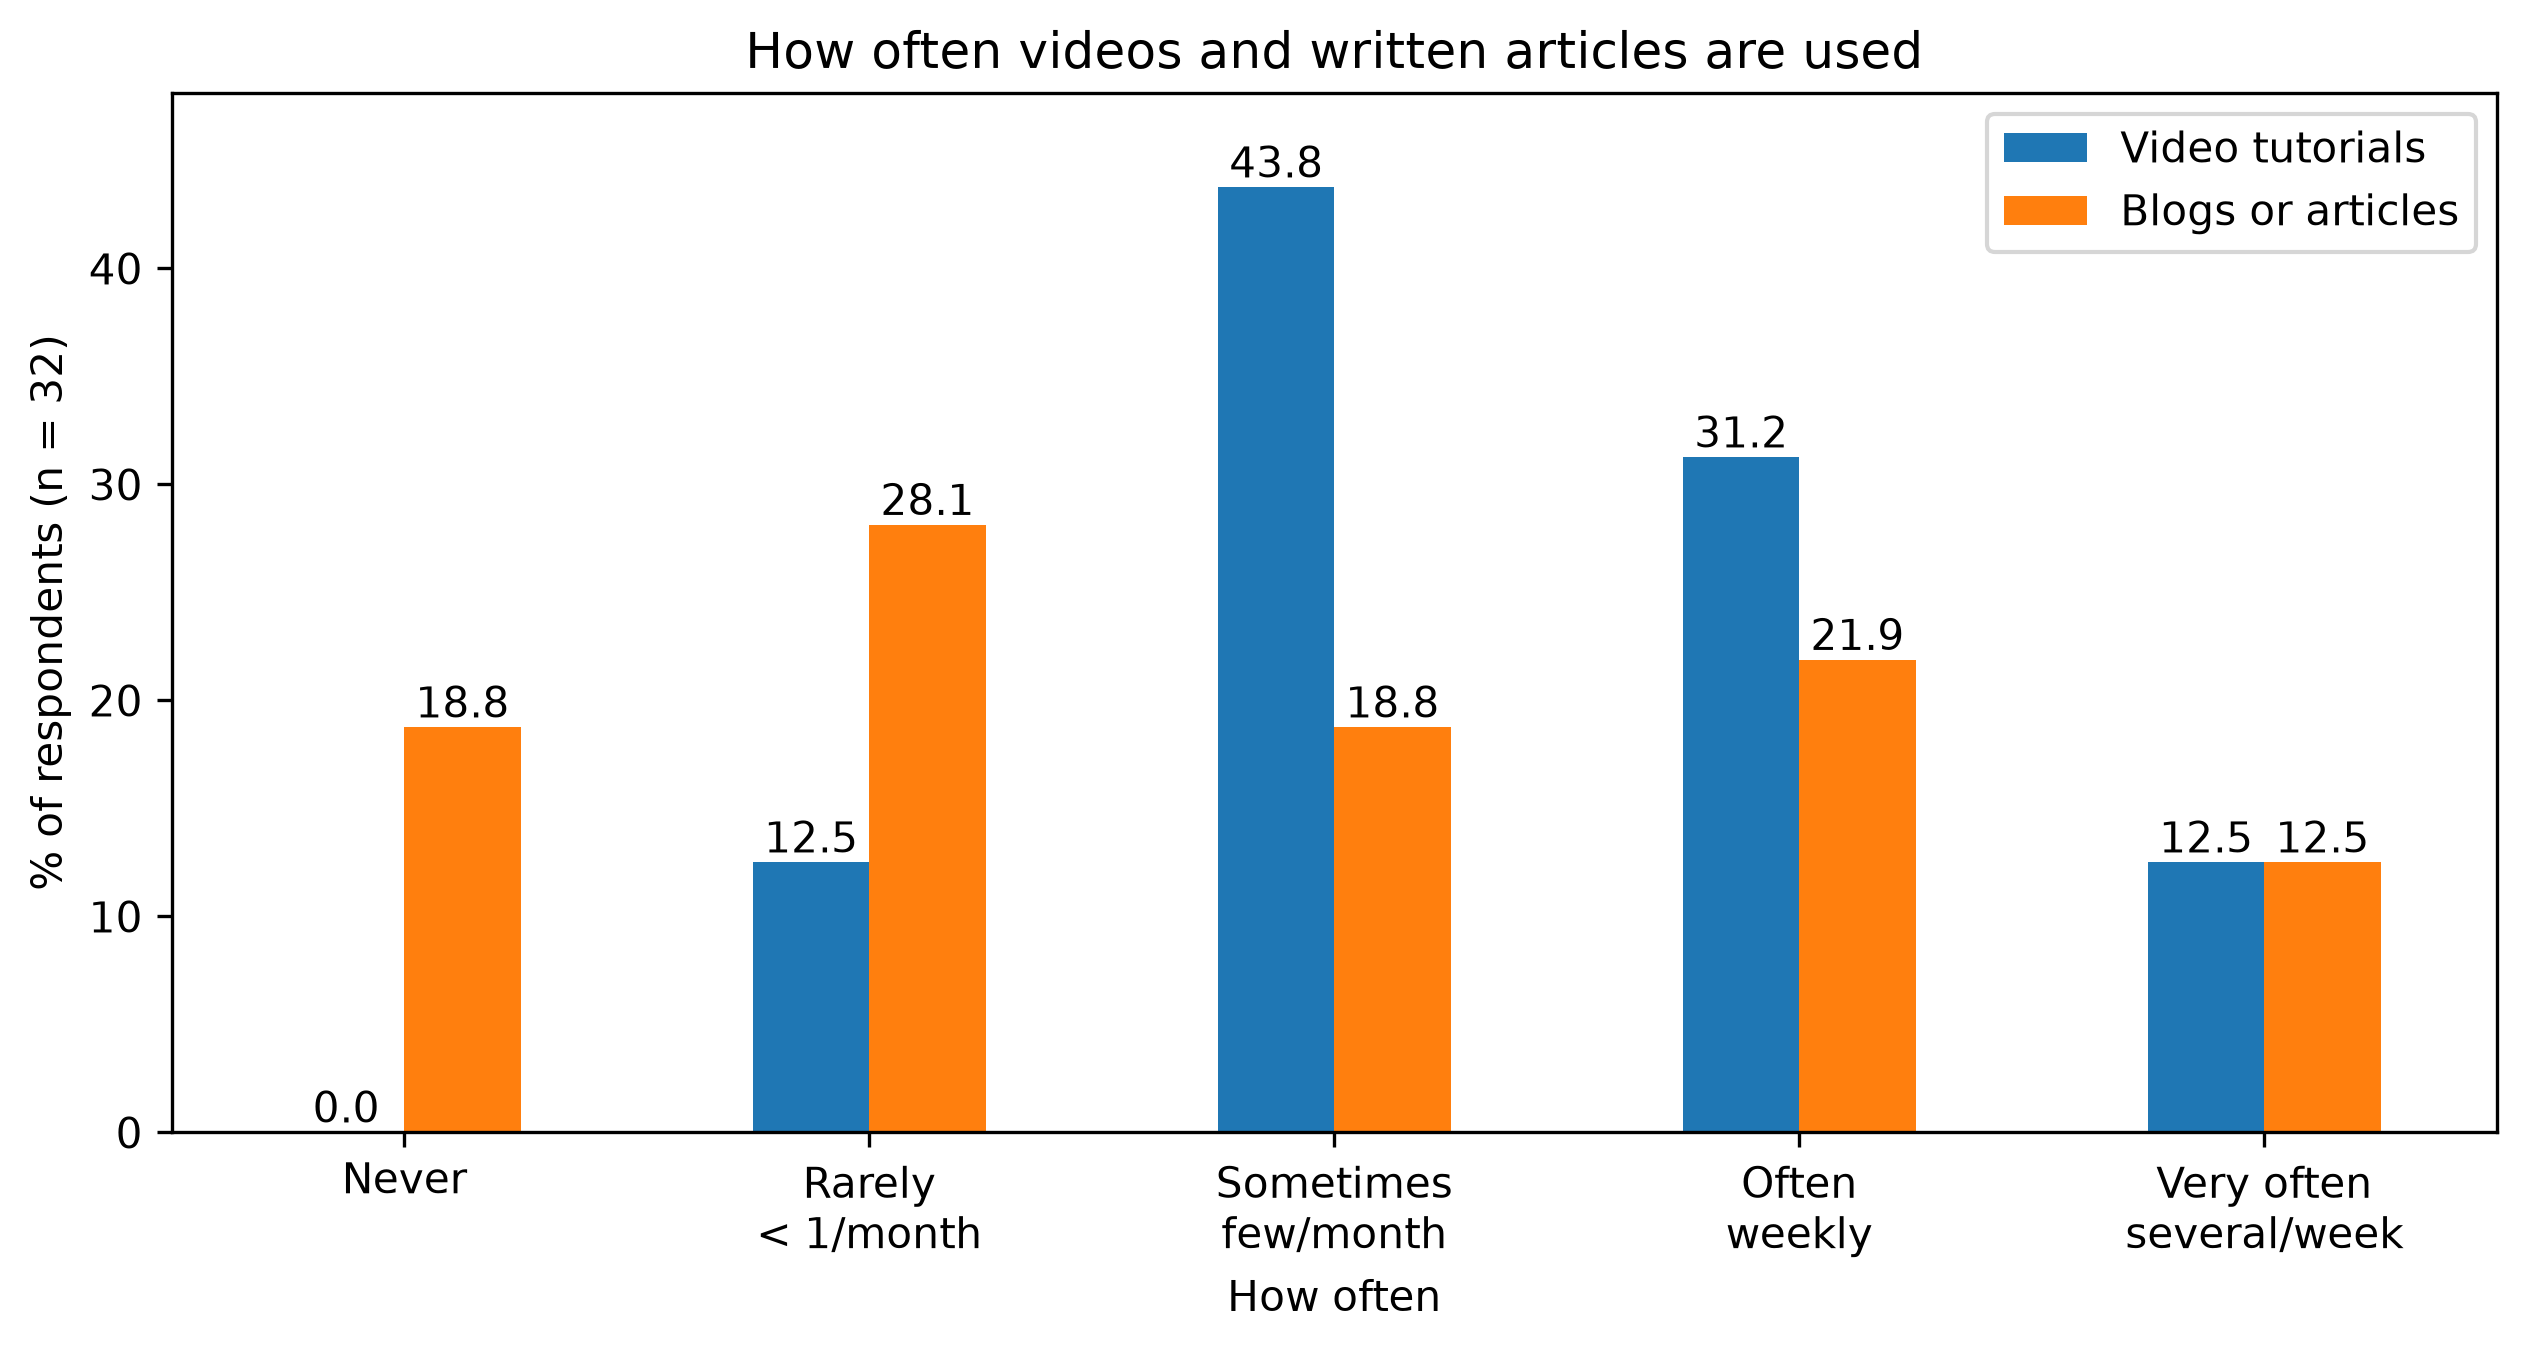 How often videos and written articles are used
Video tutorials
Blogs or articles
% of respondents (n = 32)
40
30
20
10
0
0.0
18.8
12.5
28.1
43.8
18.8
31.2
21.9
12.5
12.5
Never
Rarely
< 1/month
Sometimes
few/month
Often
weekly
Very often
several/week
How often